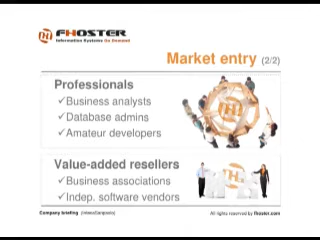 FHOSTER
Information Systems On Demand
Market entry (2/2)
Professionals
✓Business analysts
✓Database admins
✓Amateur developers
Value-added resellers
✓Business associations
✓Indep. software vendors
Company briefing
All rights reserved by fhoster.com